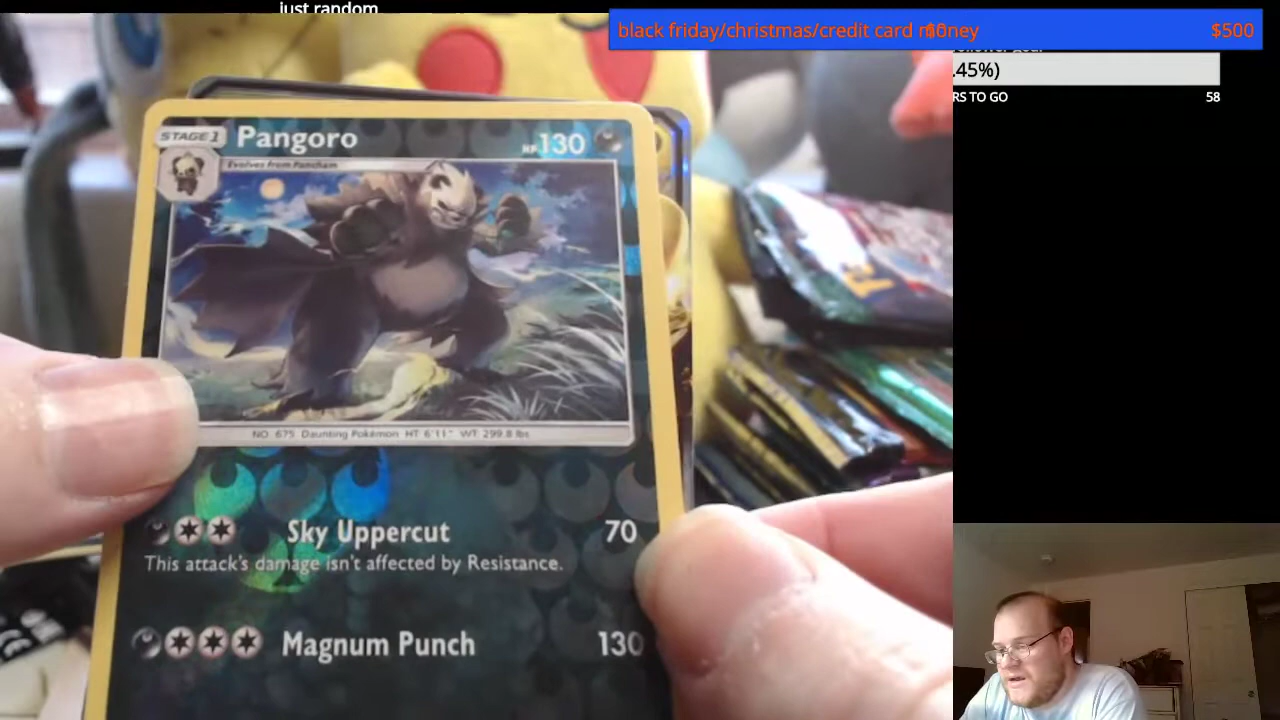 just random
black friday/christmas/credit card money
$500
.45%)
RS TO GO
58
STAGE 1
Pangoro
HP 130
Evolves from Pancham
NO. 675 Daunting Pokémon HT: 6'11" WT: 299.8 lbs
Sky Uppercut
70
This attack's damage isn't affected by Resistance.
Magnum Punch
130